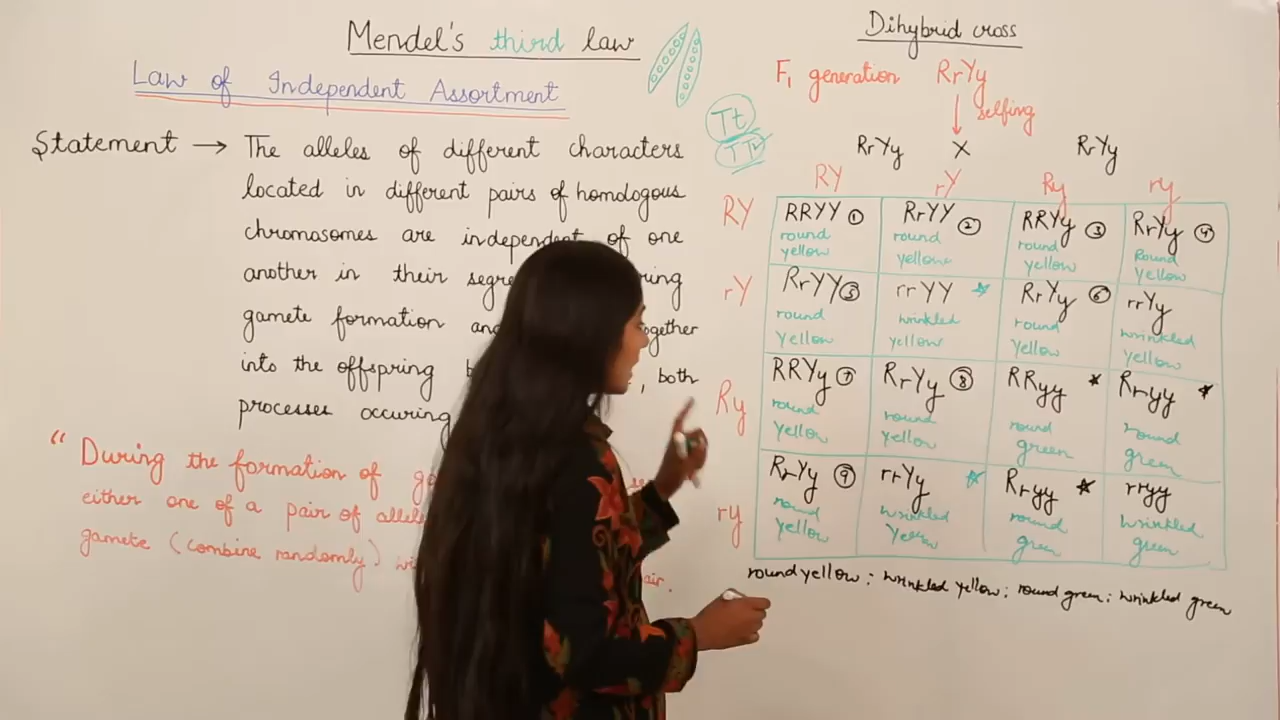 Mendel's third law
Law of Independent Assortment
Statement → The alleles of different characters
located in different pairs of homologous
chromosomes are independent of one
another in their
gamete formation
into the offspring , both
processes occuring
“ During the formation of
either one of a pair of
gamete (combine randomly)
Tt
TT
Dihybrid cross
F1 generation RrYy
selfing
RrYy X RrYy
RY rY Ry ry
RY RRYY ① RrYY ② RRYy ③ RrYy ④
round yellow round yellow round yellow Round yellow
rY RrYY ⑤ rrYY RrYy ⑥ rrYy
round yellow wrinkled yellow round yellow wrinkled yellow
Ry RRYy ⑦ RrYy ⑧ RRyy Rryy
round yellow round yellow round green round green
ry RrYy ⑨ rrYy Rryy rryy
round yellow wrinkled Yellow round green wrinkled green
round yellow : wrinkled yellow : round green : wrinkled green